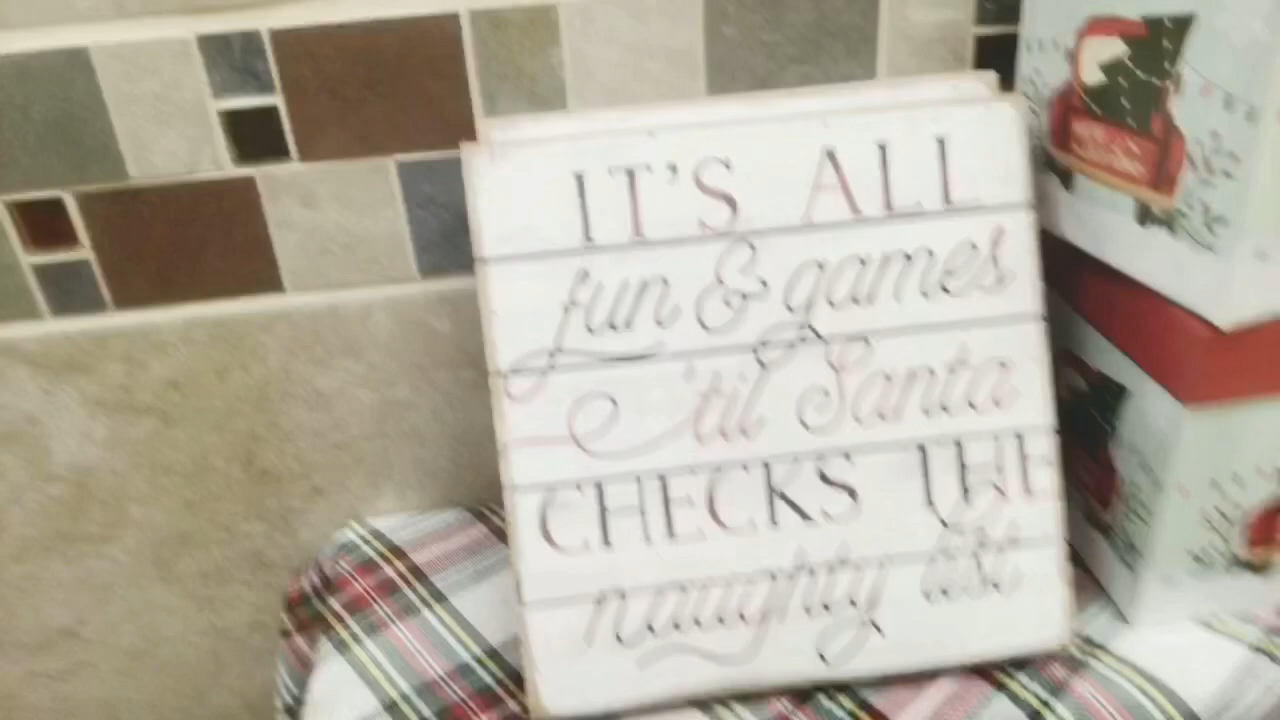 IT'S ALL
fun & games
'til Santa
CHECKS THE
naughty list